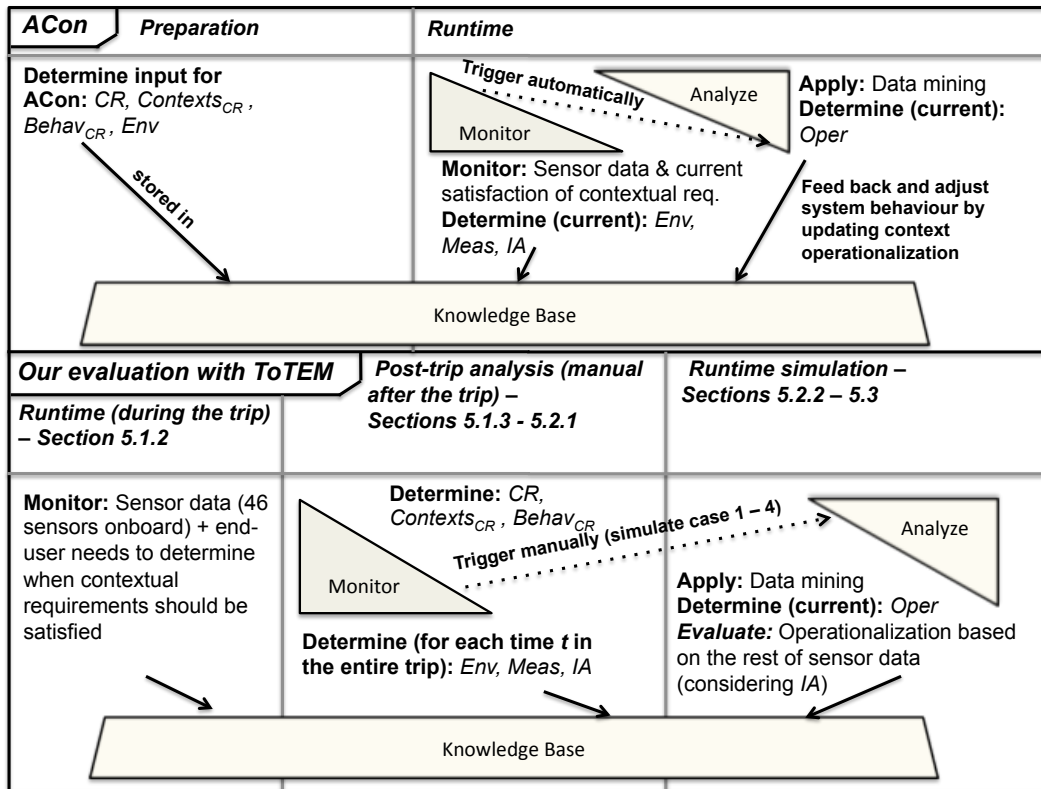 ACon
Preparation
Runtime
Determine input for
ACon: CR, Contexts_CR ,
Behav_CR , Env
stored in
Trigger automatically
Monitor
Analyze
Monitor: Sensor data & current
satisfaction of contextual req.
Determine (current): Env,
Meas, IA
Apply: Data mining
Determine (current):
Oper
Feed back and adjust
system behaviour by
updating context
operationalization
Knowledge Base
Our evaluation with ToTEM
Runtime (during the trip)
– Section 5.1.2
Post-trip analysis (manual
after the trip) –
Sections 5.1.3 - 5.2.1
Runtime simulation –
Sections 5.2.2 – 5.3
Monitor: Sensor data (46
sensors onboard) + end-
user needs to determine
when contextual
requirements should be
satisfied
Determine: CR,
Contexts_CR , Behav_CR
Trigger manually (simulate case 1 – 4)
Monitor
Determine (for each time t in
the entire trip): Env, Meas, IA
Analyze
Apply: Data mining
Determine (current): Oper
Evaluate: Operationalization based
on the rest of sensor data
(considering IA)
Knowledge Base